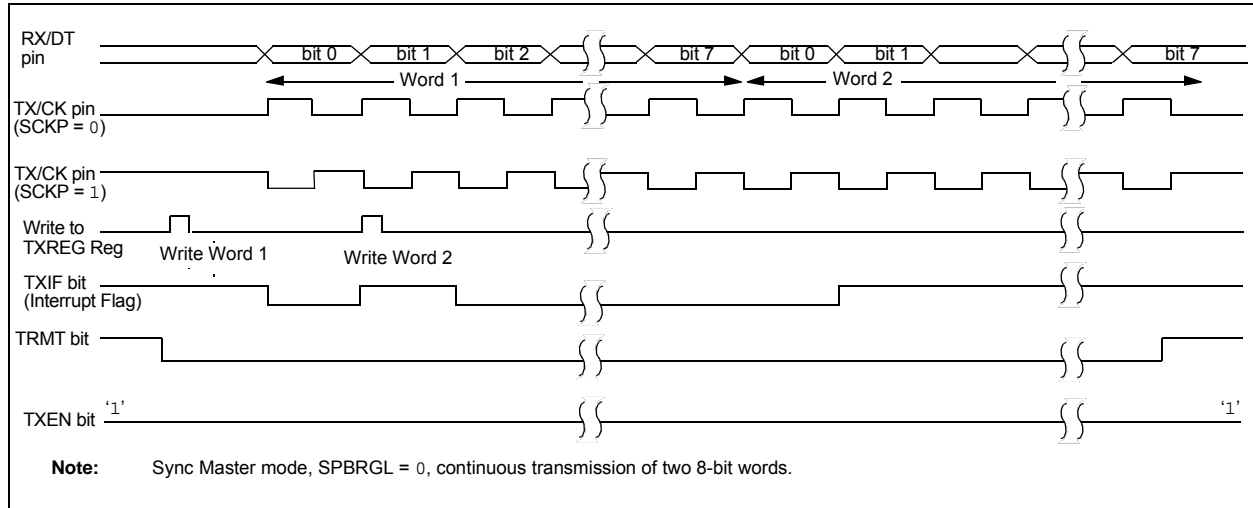 RX/DT
pin
bit 0 bit 1 bit 2 bit 7 bit 0 bit 1 bit 7
Word 1 Word 2
TX/CK pin
(SCKP = 0)
TX/CK pin
(SCKP = 1)
Write to
TXREG Reg
Write Word 1 Write Word 2
TXIF bit
(Interrupt Flag)
TRMT bit
‘1’ ‘1’
TXEN bit
Note: Sync Master mode, SPBRGL = 0, continuous transmission of two 8-bit words.